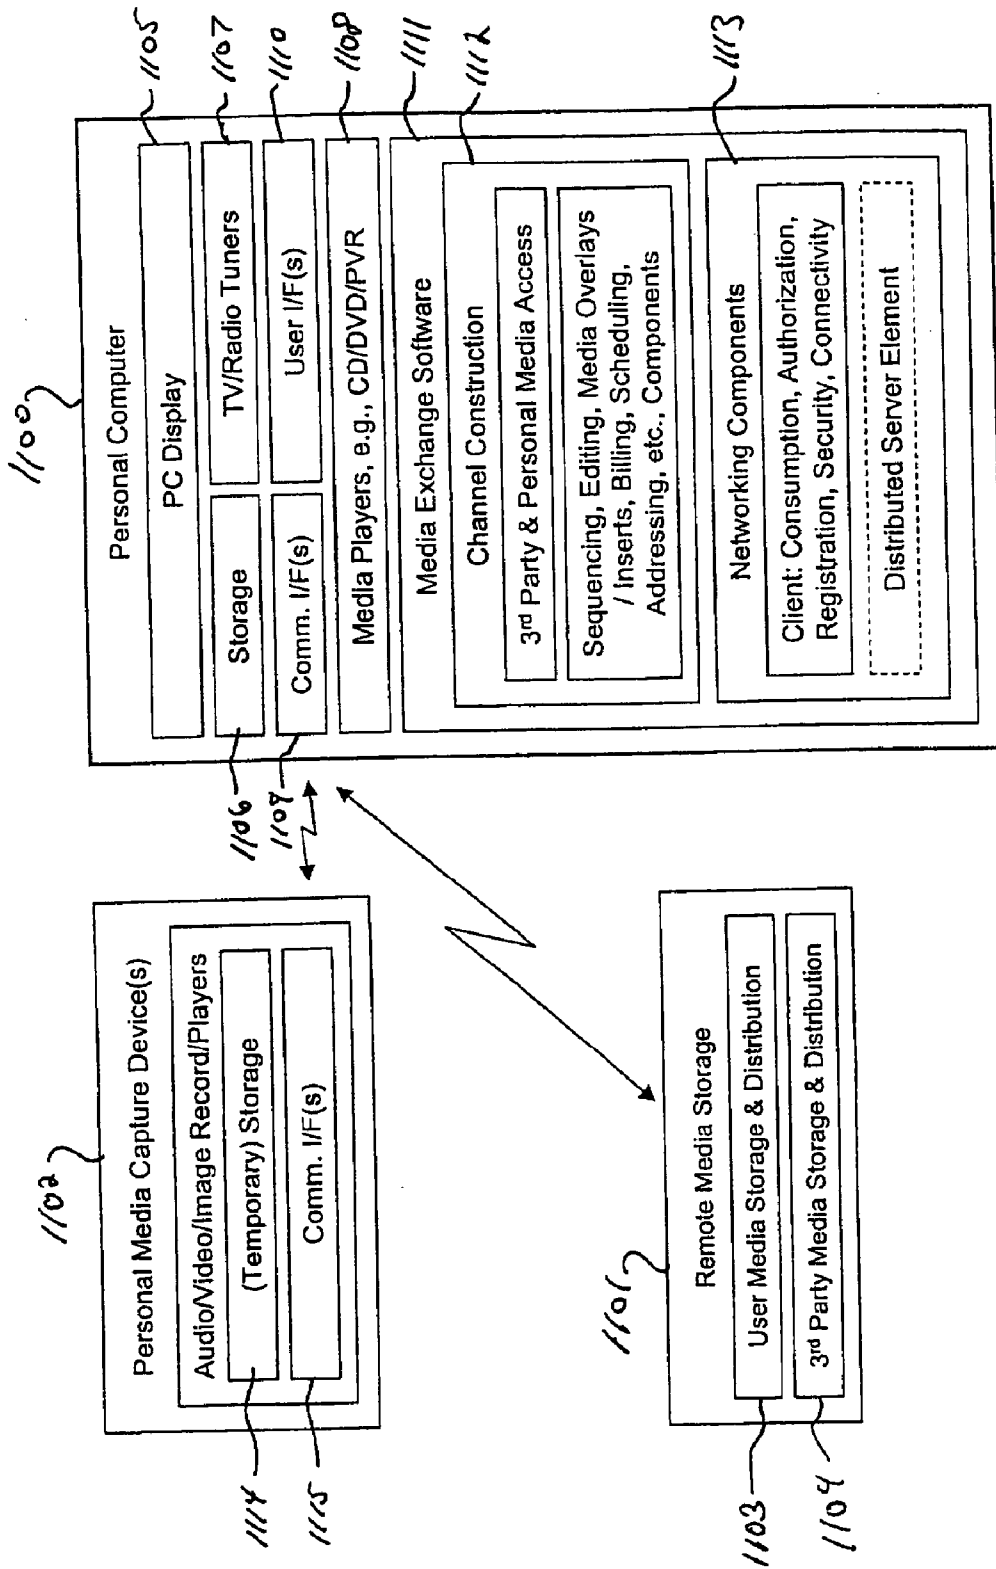 1102
Personal Media Capture Device(s)
Audio/Video/Image Record/Players
(Temporary) Storage
Comm. I/F(s)
1114
1115
1101
Remote Media Storage
User Media Storage & Distribution
3rd Party Media Storage & Distribution
1103
1104
1100
Personal Computer
PC Display
1105
Storage
TV/Radio Tuners
1106
1107
Comm. I/F(s)
User I/F(s)
1109
1110
Media Players, e.g., CD/DVD/PVR
1108
Media Exchange Software
1111
Channel Construction
1112
3rd Party & Personal Media Access
Sequencing, Editing, Media Overlays
/ Inserts, Billing, Scheduling,
Addressing, etc., Components
Networking Components
1113
Client: Consumption, Authorization,
Registration, Security, Connectivity
Distributed Server Element